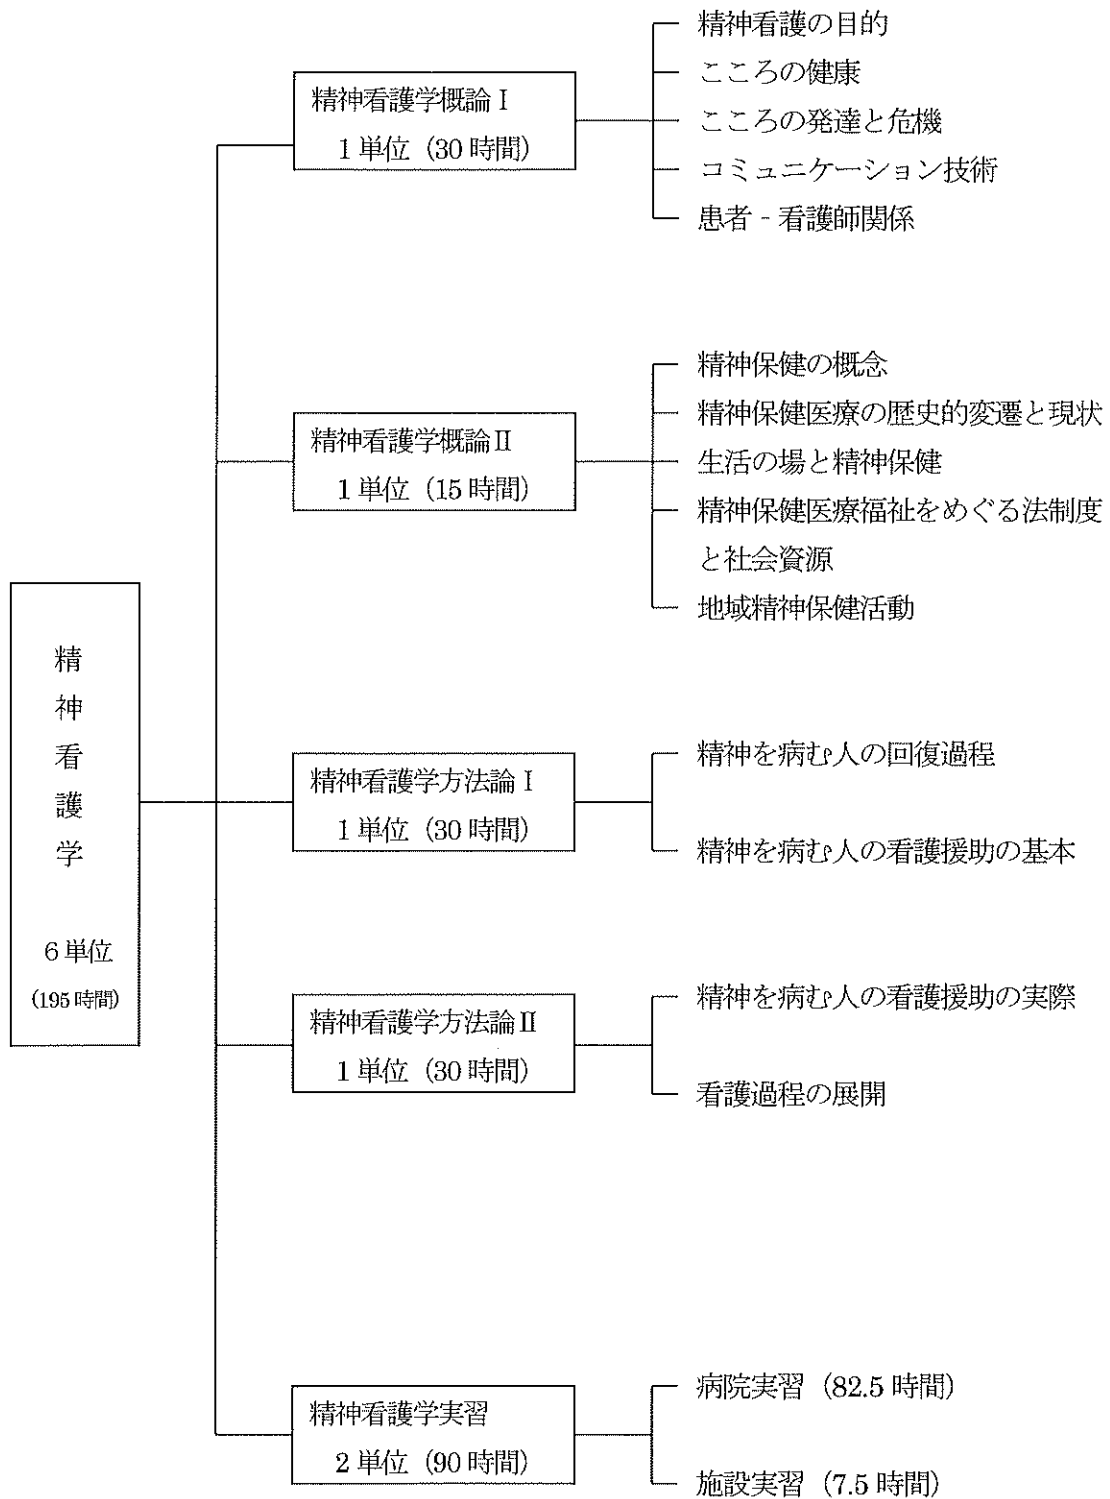 精神看護学
6単位
(195時間)
精神看護学概論Ⅰ
1単位（30時間）
精神看護の目的
こころの健康
こころの発達と危機
コミュニケーション技術
患者‐看護師関係
精神看護学概論Ⅱ
1単位（15時間）
精神保健の概念
精神保健医療の歴史的変遷と現状
生活の場と精神保健
精神保健医療福祉をめぐる法制度
と社会資源
地域精神保健活動
精神看護学方法論Ⅰ
1単位（30時間）
精神を病む人の回復過程
精神を病む人の看護援助の基本
精神看護学方法論Ⅱ
1単位（30時間）
精神を病む人の看護援助の実際
看護過程の展開
精神看護学実習
2単位（90時間）
病院実習（82.5時間）
施設実習（7.5時間）